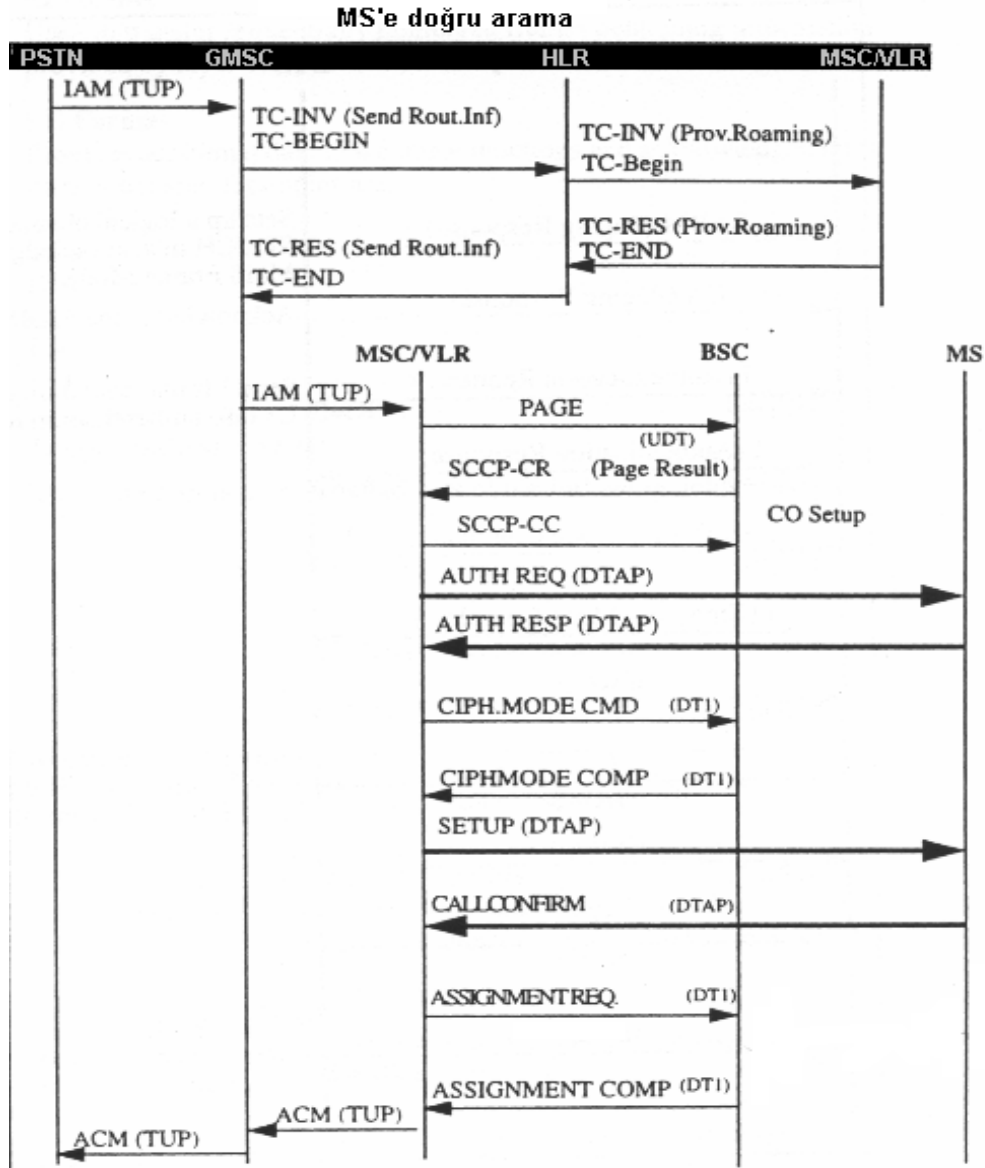 MS'e doğru arama
PSTN GMSC HLR MSC/VLR
IAM (TUP)
TC-INV (Send Rout.Inf)
TC-BEGIN
TC-INV (Prov.Roaming)
TC-Begin
TC-RES (Prov.Roaming)
TC-END
TC-RES (Send Rout.Inf)
TC-END
MSC/VLR BSC MS
IAM (TUP)
PAGE
(UDT)
SCCP-CR (Page Result)
CO Setup
SCCP-CC
AUTH REQ (DTAP)
AUTH RESP (DTAP)
CIPH.MODE CMD (DT1)
CIPHMODE COMP (DT1)
SETUP (DTAP)
CALLCONFIRM (DTAP)
ASSIGNMENT REQ. (DT1)
ASSIGNMENT COMP (DT1)
ACM (TUP)
ACM (TUP)